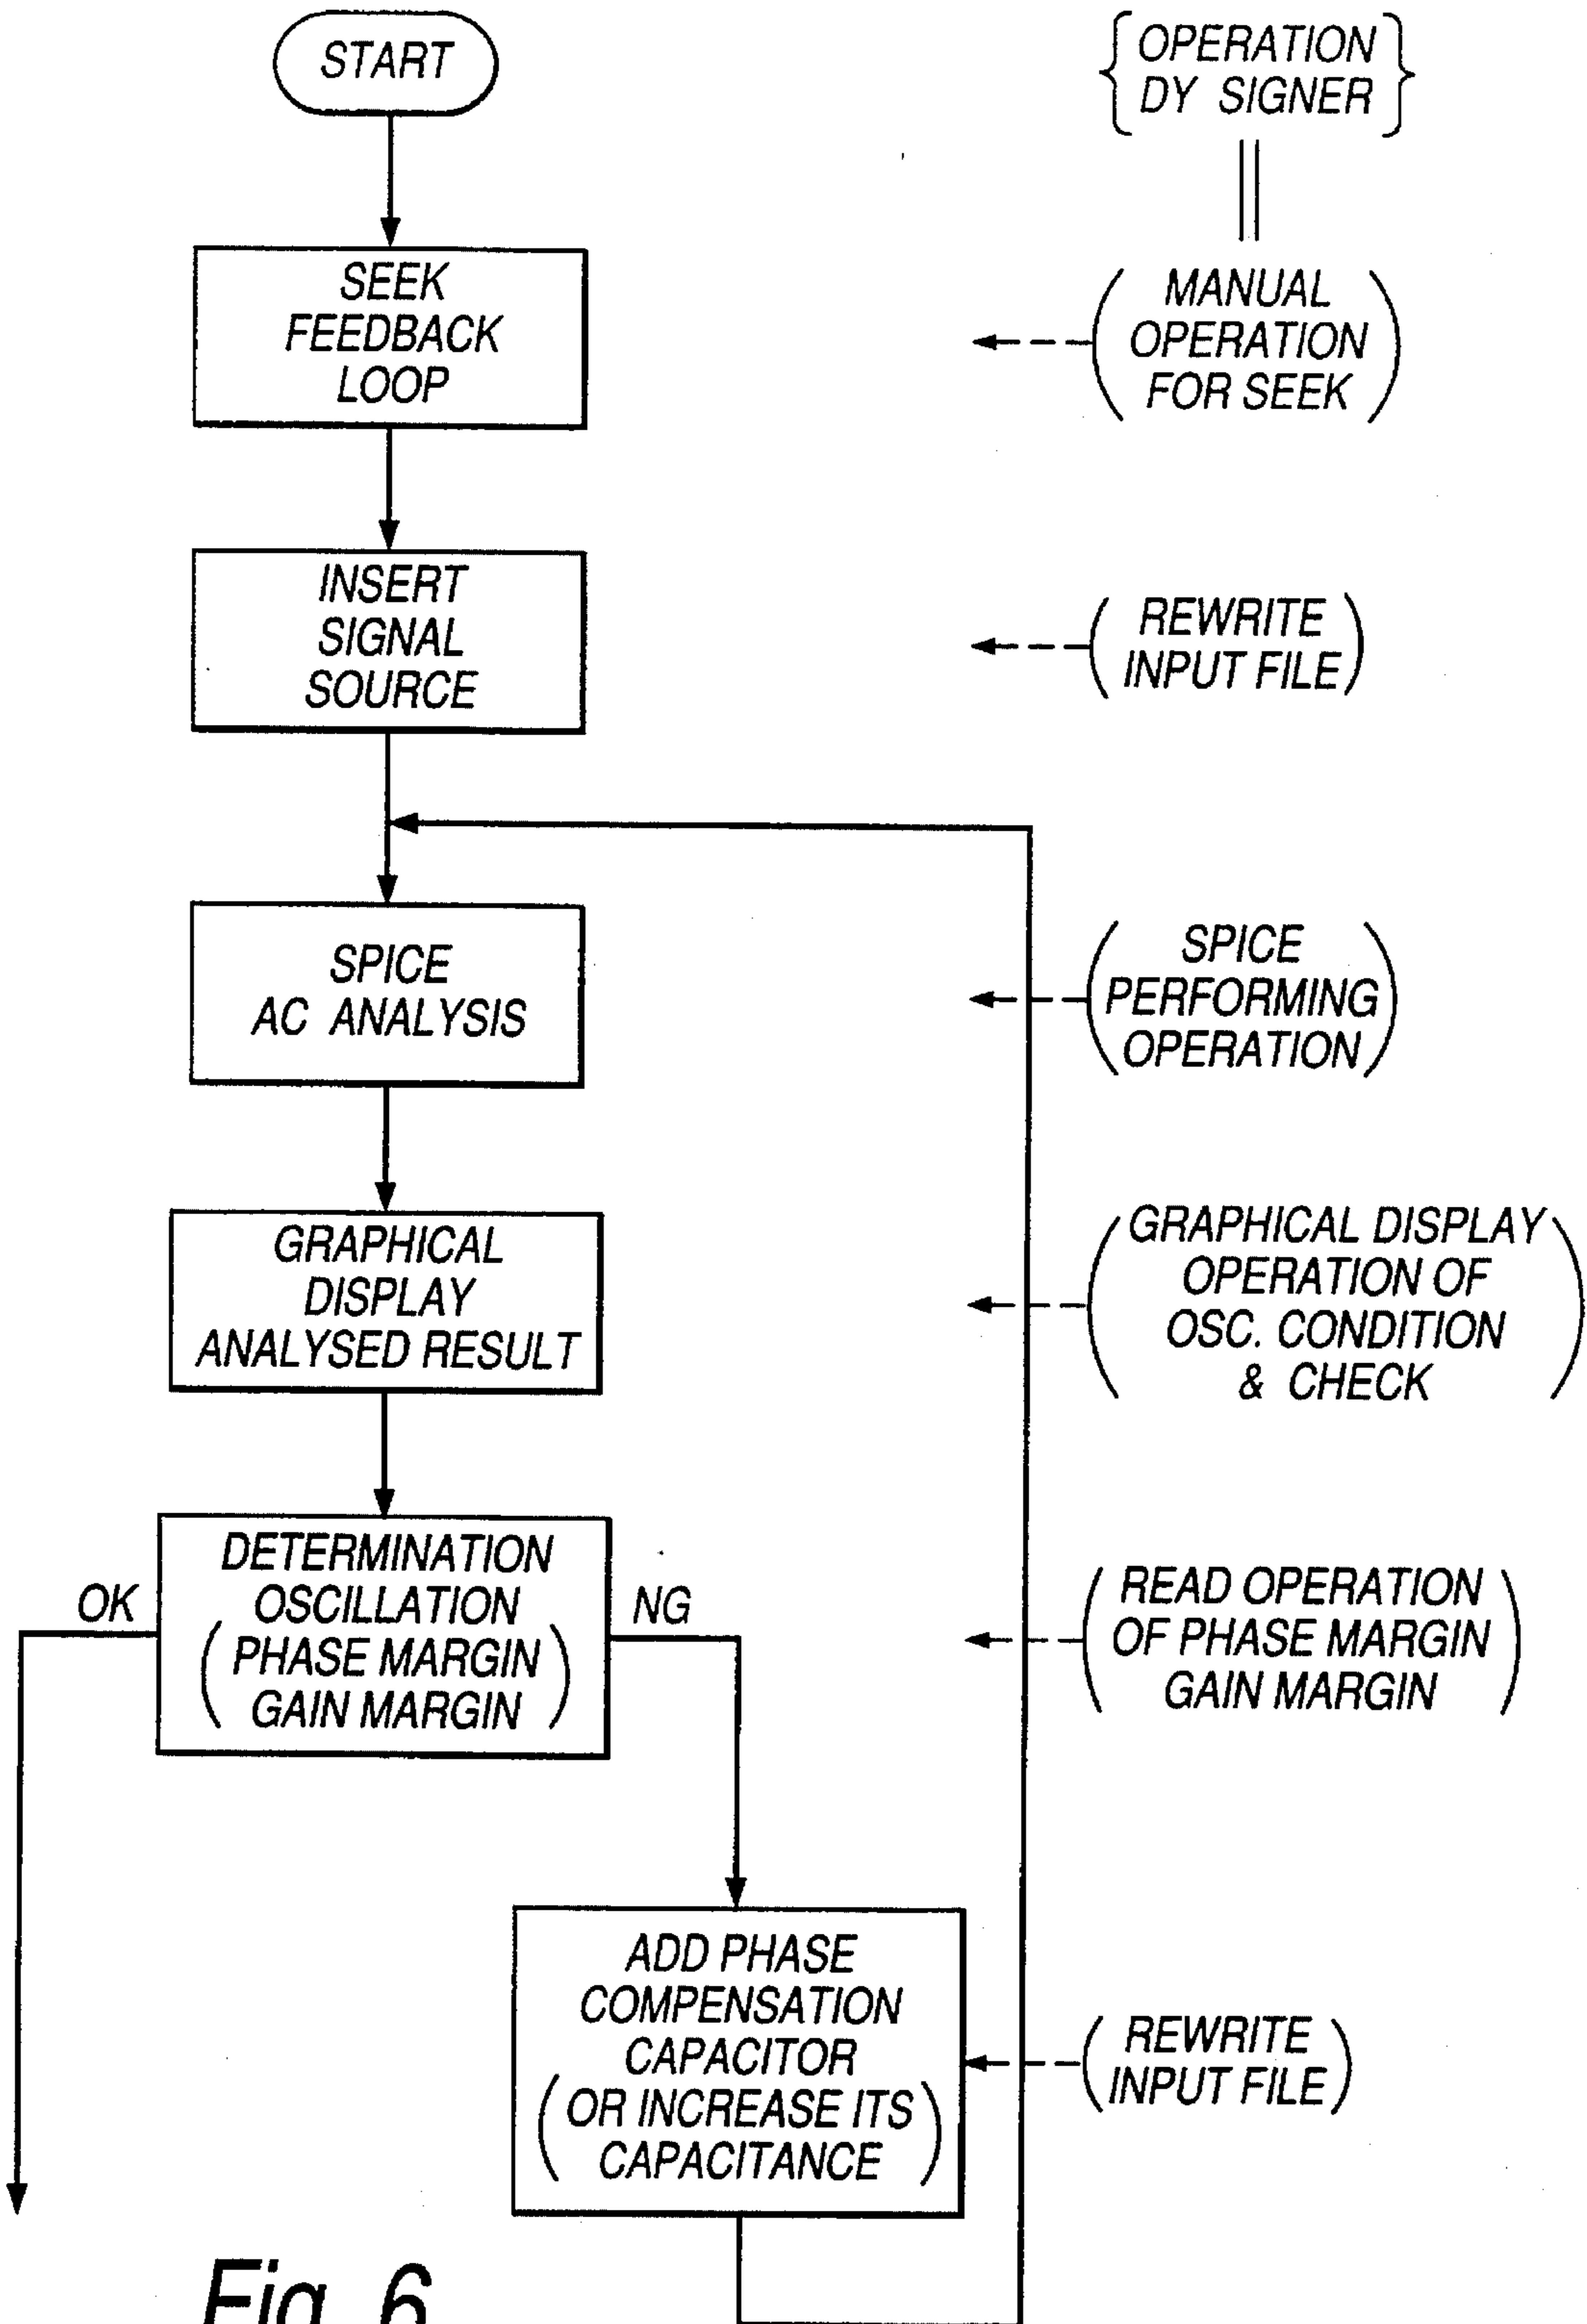 START
OPERATION
DY SIGNER
SEEK
FEEDBACK
LOOP
MANUAL
OPERATION
FOR SEEK
INSERT
SIGNAL
SOURCE
REWRITE
INPUT FILE
SPICE
AC ANALYSIS
SPICE
PERFORMING
OPERATION
GRAPHICAL
DISPLAY
ANALYSED RESULT
GRAPHICAL DISPLAY
OPERATION OF
OSC. CONDITION
& CHECK
OK
DETERMINATION
OSCILLATION
PHASE MARGIN
GAIN MARGIN
NG
READ OPERATION
OF PHASE MARGIN
GAIN MARGIN
ADD PHASE
COMPENSATION
CAPACITOR
(OR INCREASE ITS
CAPACITANCE)
REWRITE
INPUT FILE
Fig. 6